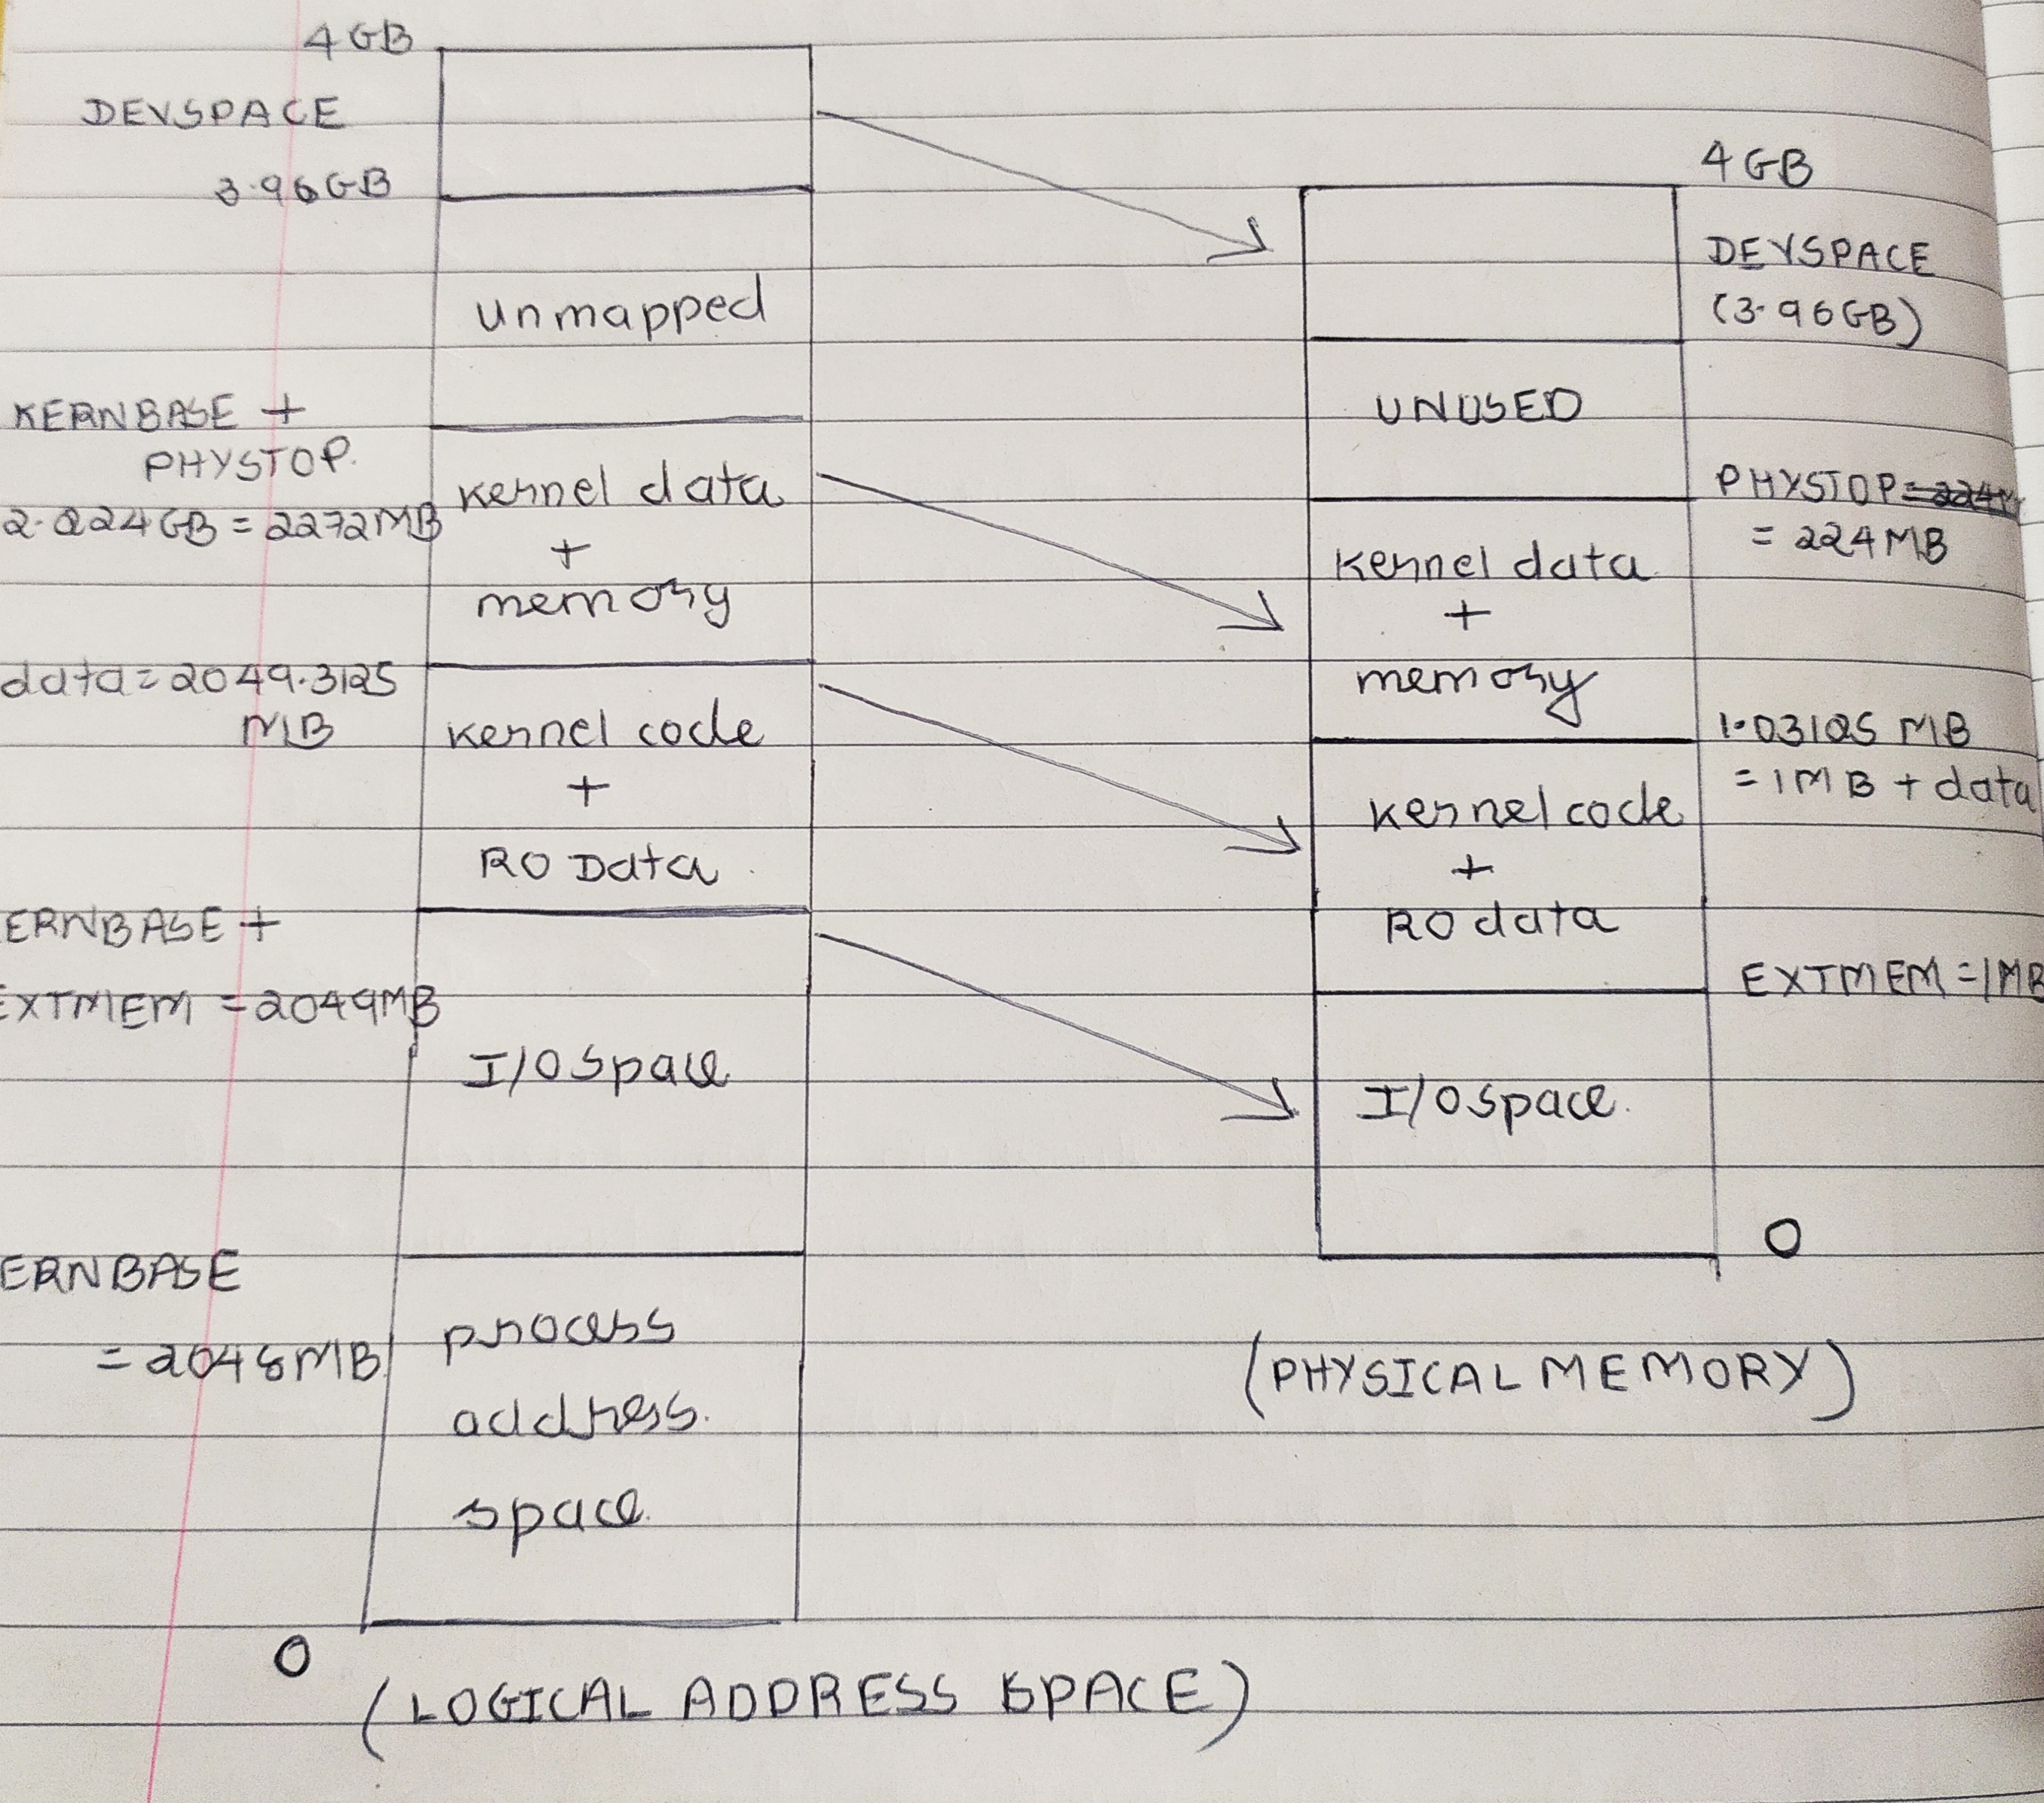 4GB
DEVSPACE
3.96GB
unmapped
KERNBASE +
PHYSTOP.
2.224GB = 2272MB
kernel data
+
memory
data = 2049.3125
MB
kernel code
+
RO Data
ERNBASE +
EXTMEM = 2049MB
I/O space
ERNBASE
= 2048MB
process
address
space
0
(LOGICAL ADDRESS SPACE)
4GB
DEVSPACE
(3.96GB)
UNUSED
PHYSTOP = 224M
= 224MB
kernel data
+
memory
1.03125 MB
= 1MB + data
kernel code
+
RO data
EXTMEM = 1MB
I/O space
0
(PHYSICAL MEMORY)